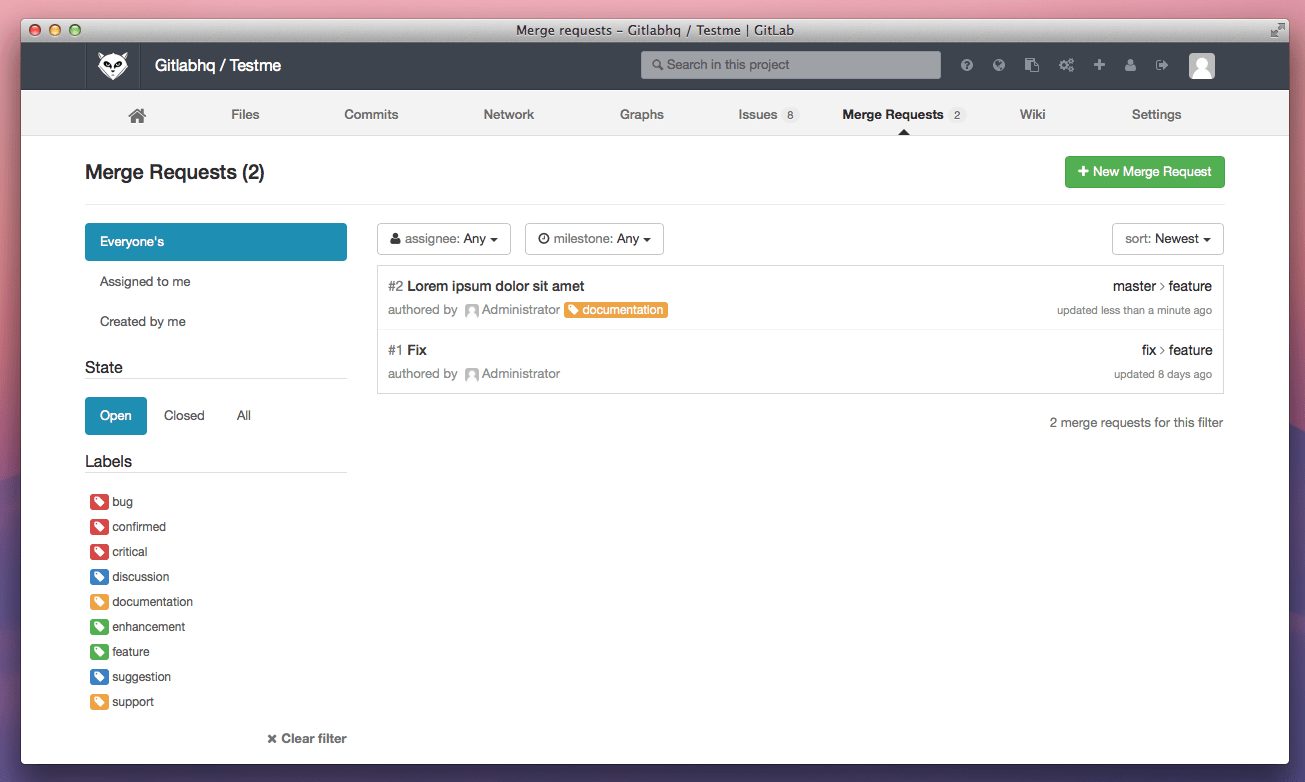 Merge requests – Gitlabhq / Testme | GitLab
Gitlabhq / Testme
Search in this project
Files
Commits
Network
Graphs
Issues 8
Merge Requests 2
Wiki
Settings
Merge Requests (2)
New Merge Request
Everyone's
Assigned to me
Created by me
State
Open
Closed
All
Labels
bug
confirmed
critical
discussion
documentation
enhancement
feature
suggestion
support
Clear filter
assignee: Any
milestone: Any
sort: Newest
#2 Lorem ipsum dolor sit amet
master › feature
authored by Administrator documentation
updated less than a minute ago
#1 Fix
fix › feature
authored by Administrator
updated 8 days ago
2 merge requests for this filter